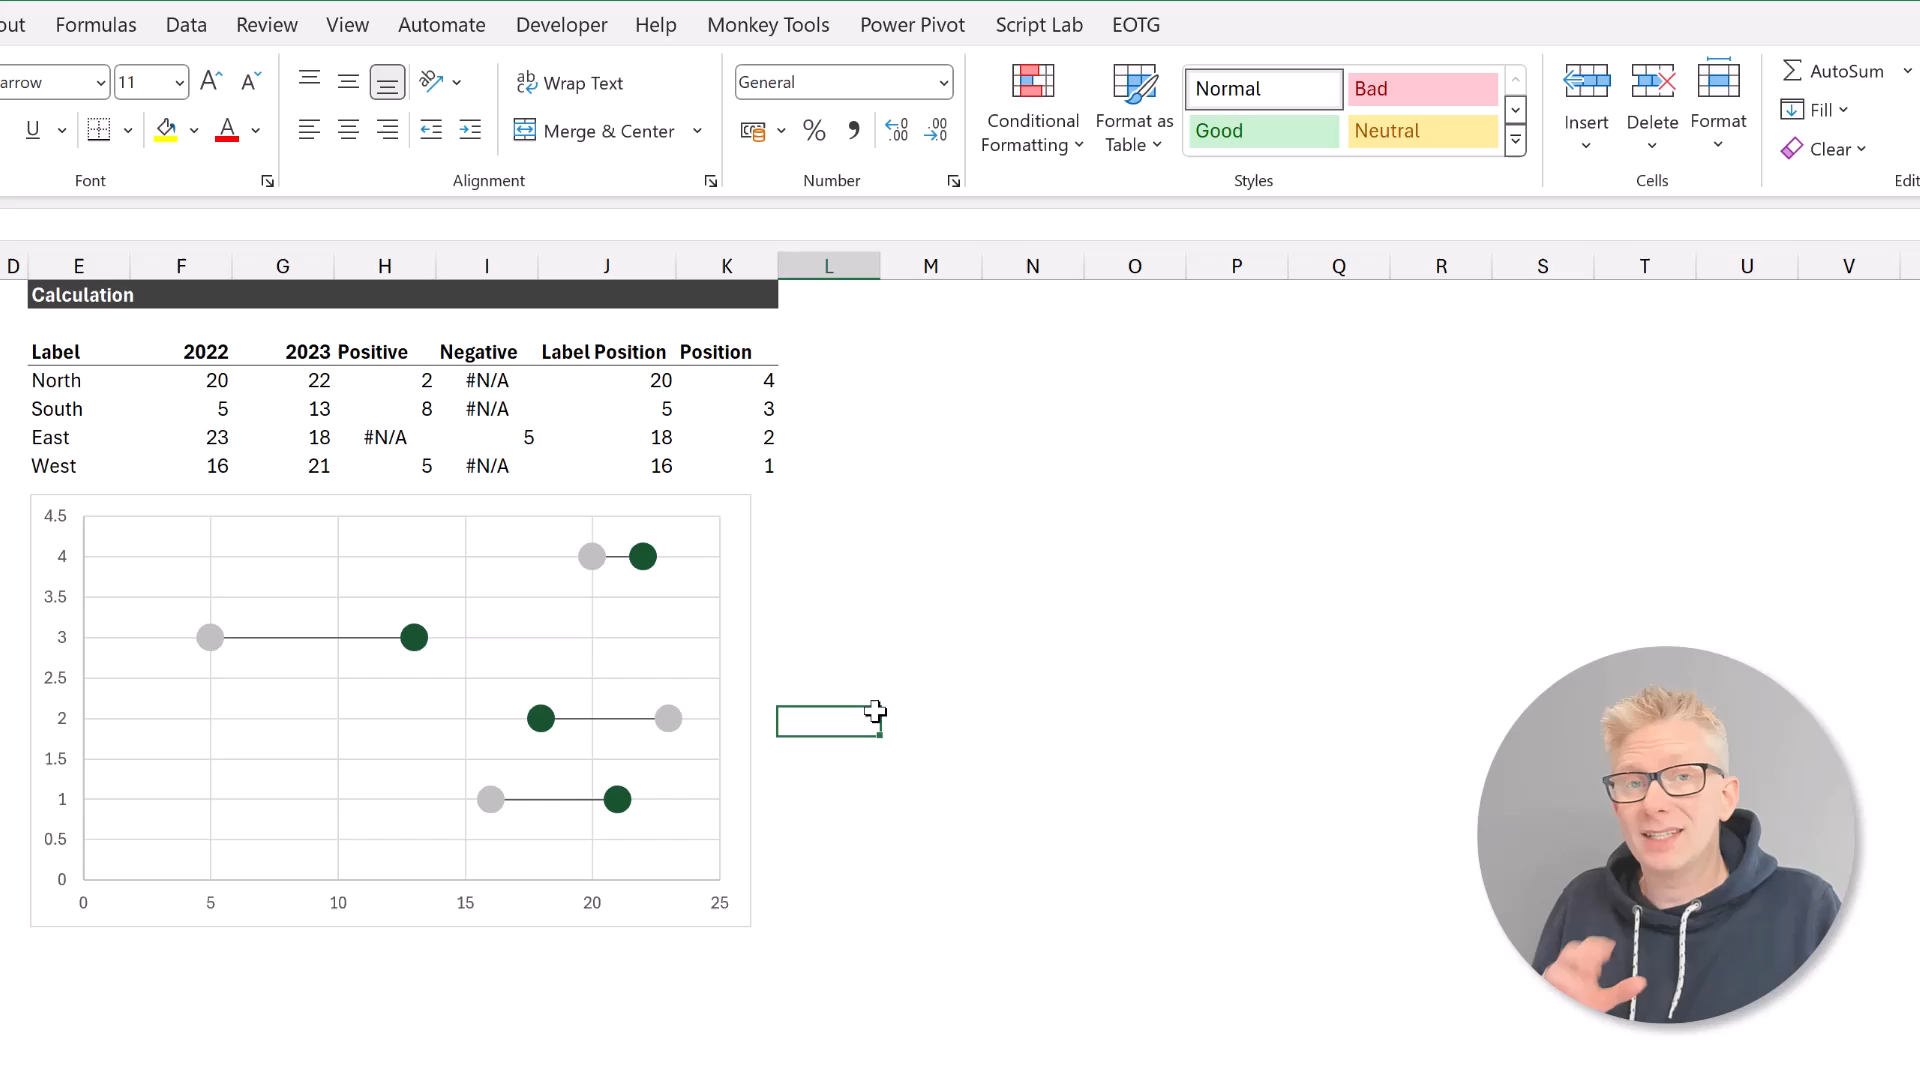 out Formulas Data Review View Automate Developer Help Monkey Tools Power Pivot Script Lab EOTG
arrow 11 A A ab Wrap Text General Conditional Formatting Format as Table Normal Bad Insert Delete Format AutoSum
U A Merge & Center % .00 .00 Good Neutral Fill
Clear
Font Alignment Number Styles Cells Edit
D E F G H I J K L M N O P Q R S T U V
Calculation
Label 2022 2023 Positive Negative Label Position Position
North 20 22 2 #N/A 20 4
South 5 13 8 #N/A 5 3
East 23 18 #N/A 5 18 2
West 16 21 5 #N/A 16 1
4.5
4
3.5
3
2.5
2
1.5
1
0.5
0
0 5 10 15 20 25